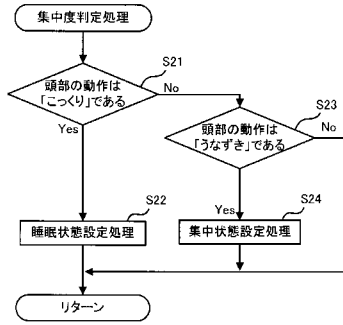 集中度判定処理
S21
頭部の動作は
「こっくり」である
No
S23
Yes
頭部の動作は
「うなずき」である
No
S22
Yes
S24
睡眠状態設定処理
集中状態設定処理
リターン